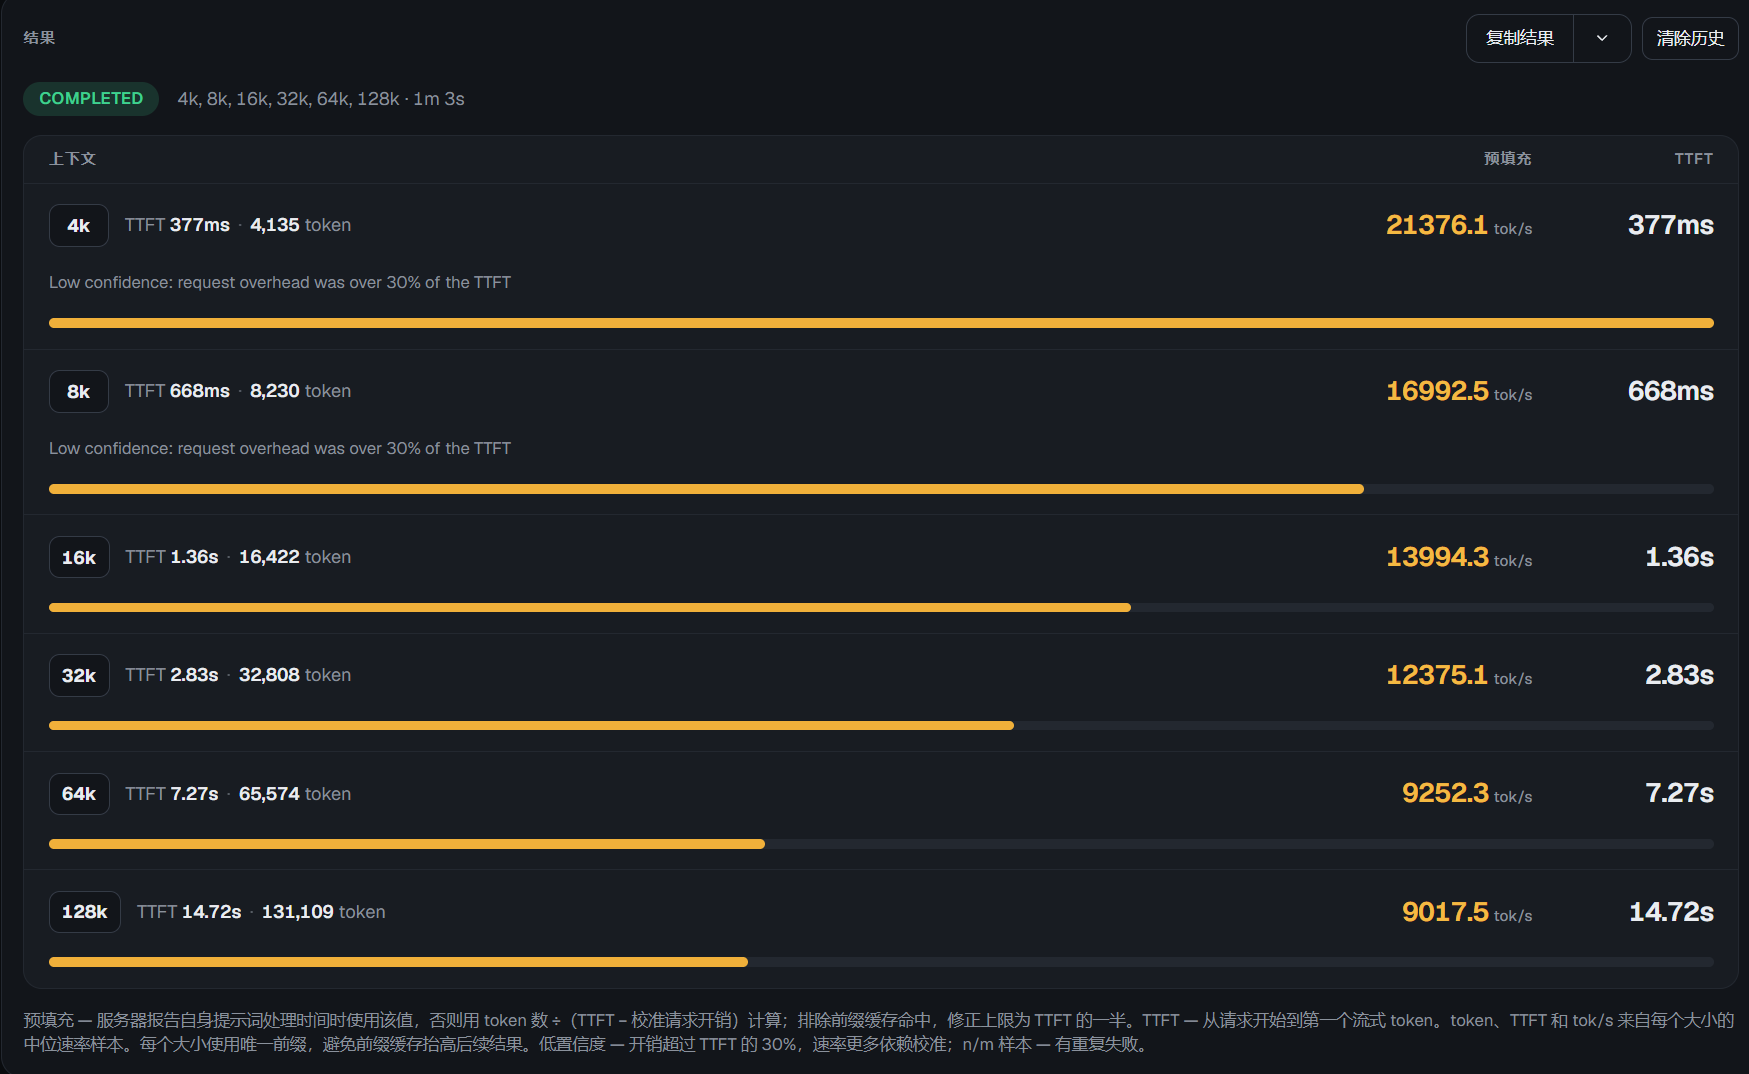 结果
复制结果
清除历史
COMPLETED 4k, 8k, 16k, 32k, 64k, 128k · 1m 3s
上下文 预填充 TTFT
4k TTFT 377ms · 4,135 token 21376.1 tok/s 377ms
Low confidence: request overhead was over 30% of the TTFT
8k TTFT 668ms · 8,230 token 16992.5 tok/s 668ms
Low confidence: request overhead was over 30% of the TTFT
16k TTFT 1.36s · 16,422 token 13994.3 tok/s 1.36s
32k TTFT 2.83s · 32,808 token 12375.1 tok/s 2.83s
64k TTFT 7.27s · 65,574 token 9252.3 tok/s 7.27s
128k TTFT 14.72s · 131,109 token 9017.5 tok/s 14.72s
预填充 — 服务器报告自身提示词处理时间时使用该值，否则用 token 数 ÷（TTFT − 校准请求开销）计算；排除前缀缓存命中，修正上限为 TTFT 的一半。TTFT — 从请求开始到第一个流式 token。token、TTFT 和 tok/s 来自每个大小的
中位速率样本。每个大小使用唯一前缀，避免前缀缓存抬高后续结果。低置信度 — 开销超过 TTFT 的 30%，速率更多依赖校准；n/m 样本 — 有重复失败。